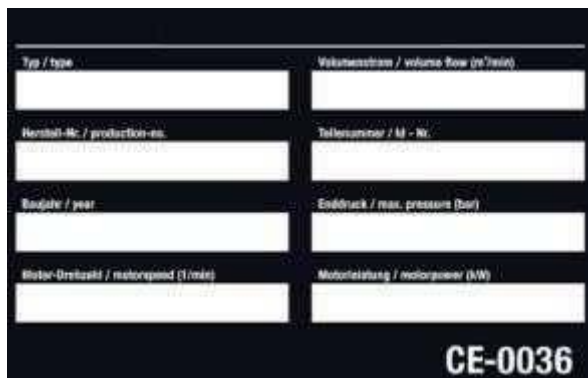 Typ / type
Volumenstrom / volume flow (m³/min)
Herstell-Nr. / production-no.
Teilenummer / Id - Nr.
Baujahr / year
Enddruck / max. pressure (bar)
Motor-Drehzahl / motorspeed (1/min)
Motorleistung / motorpower (kW)
CE-0036